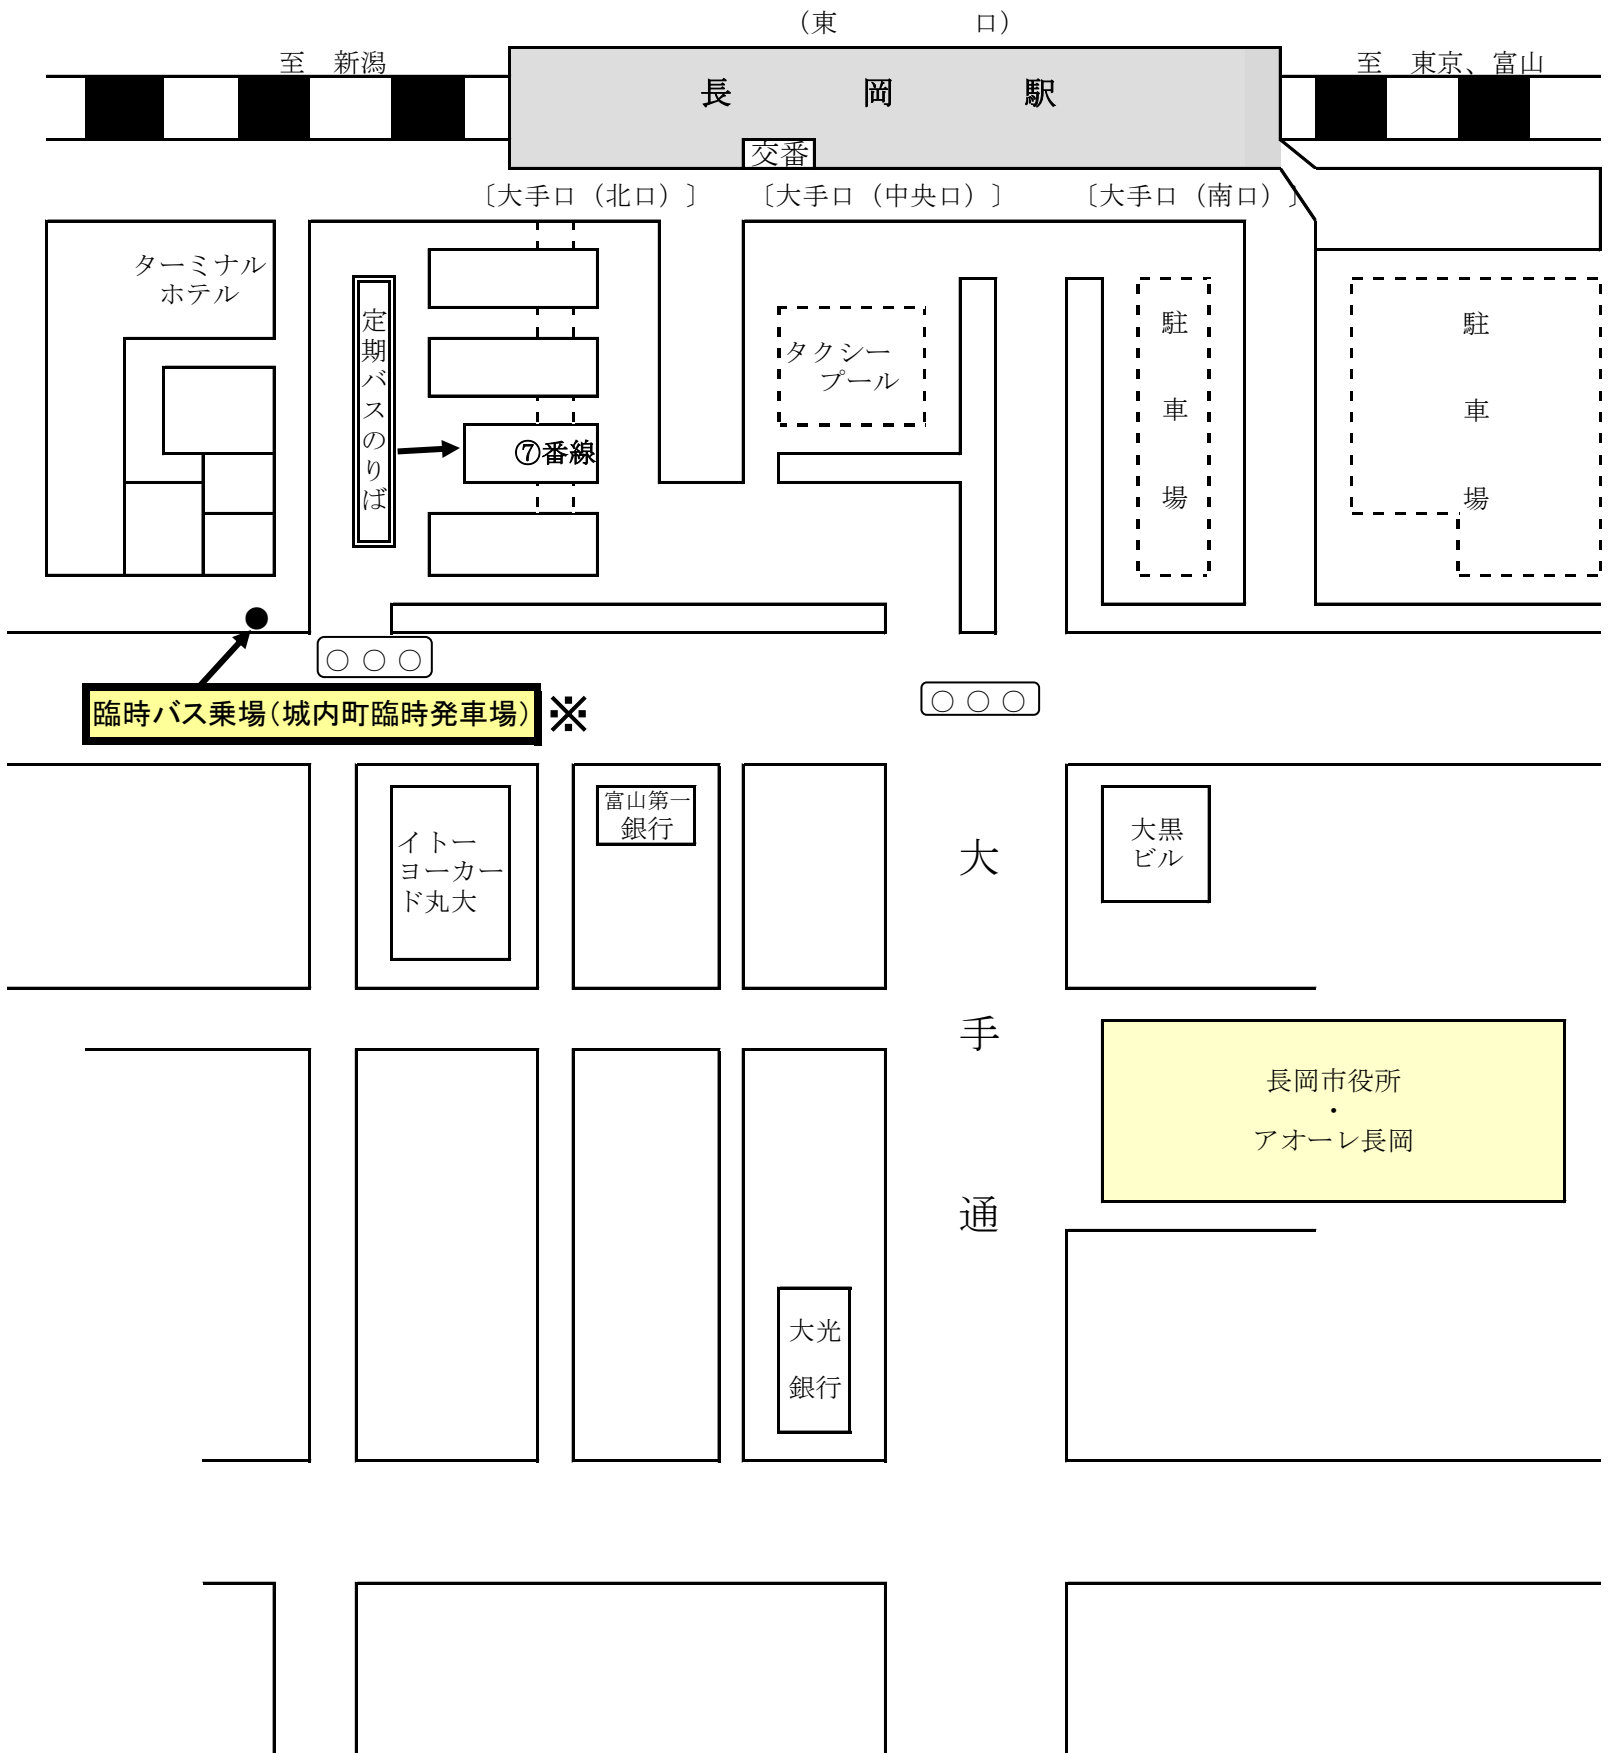 （東　口）
至　新潟
至　東京、富山
長　岡　駅
交番
〔大手口（北口）〕
〔大手口（中央口）〕
〔大手口（南口）〕
ターミナル
ホテル
定期バスのりば
⑦番線
タクシー
プール
駐車場
駐車場
○○○
○○○
臨時バス乗場（城内町臨時発車場）
※
イトー
ヨーカー
ド丸大
富山第一
銀行
大手通
大黒
ビル
長岡市役所
・
アオーレ長岡
大光
銀行